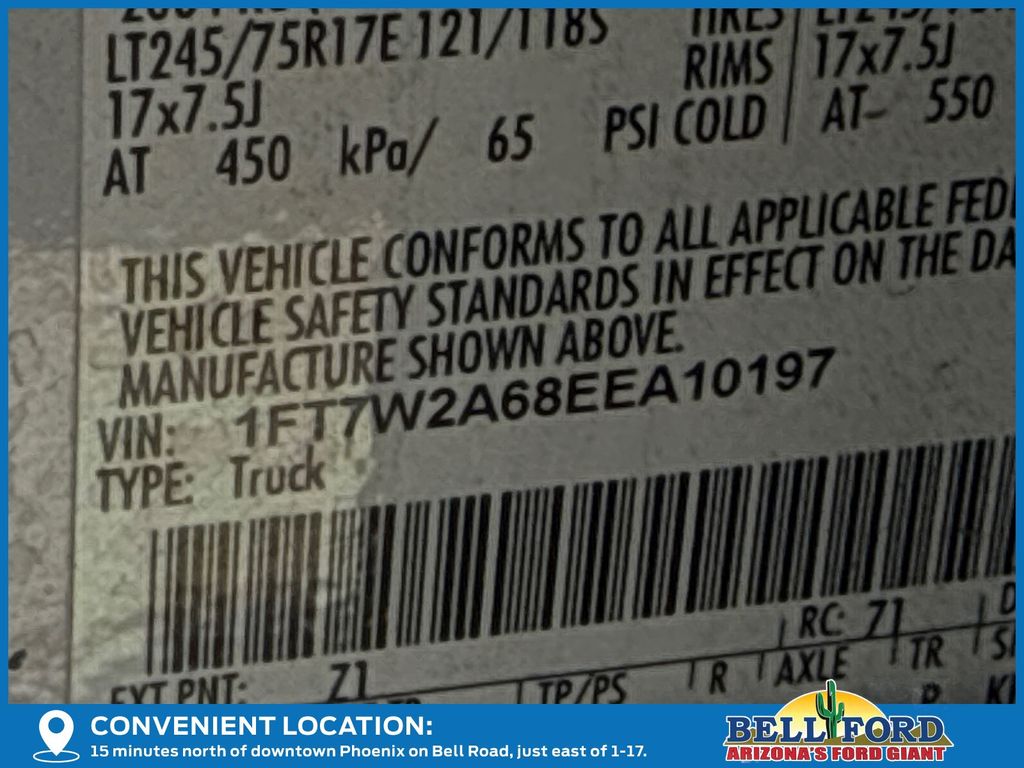 LT245/75R17E 121/118S
TIRES
RIMS
17x7.5J
17x7.5J
AT 450 kPa/ 65 PSI COLD
AT- 550
THIS VEHICLE CONFORMS TO ALL APPLICABLE FED
VEHICLE SAFETY STANDARDS IN EFFECT ON THE DA
MANUFACTURE SHOWN ABOVE.
VIN: 1FT7W2A68EEA10197
TYPE: Truck
RC: 71
EXT PNT: Z1
TP/PS
R
AXLE
TR
CONVENIENT LOCATION:
15 minutes north of downtown Phoenix on Bell Road, just east of 1-17.
BELL FORD
ARIZONA'S FORD GIANT